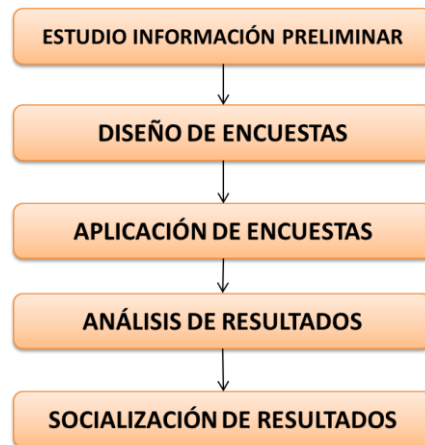 ESTUDIO INFORMACIÓN PRELIMINAR
DISEÑO DE ENCUESTAS
APLICACIÓN DE ENCUESTAS
ANÁLISIS DE RESULTADOS
SOCIALIZACIÓN DE RESULTADOS